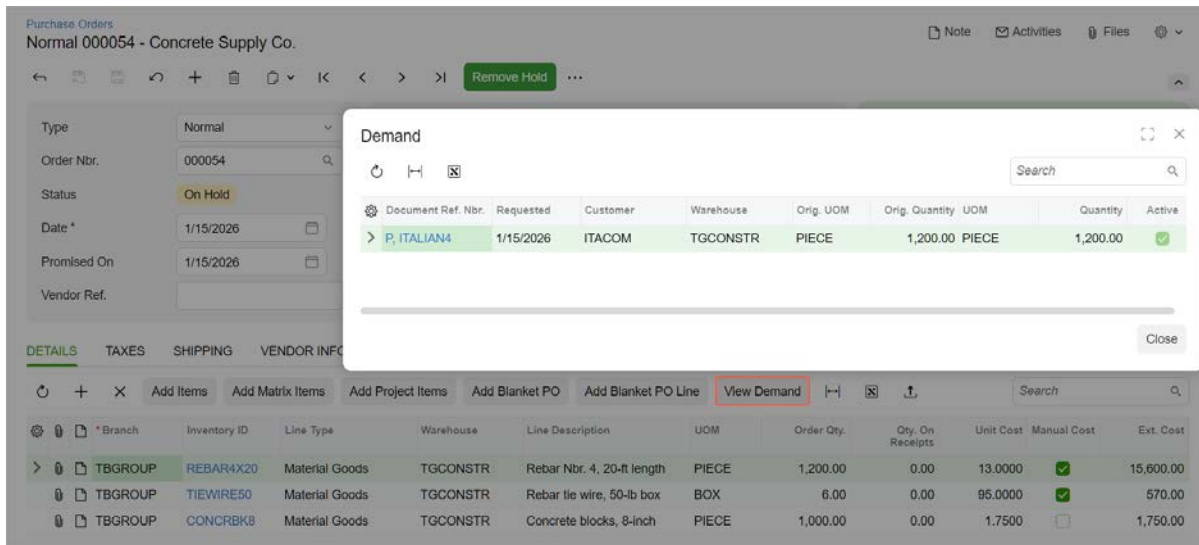 Purchase Orders
Normal 000054 - Concrete Supply Co.
Note Activities Files
Remove Hold
Type Normal
Order Nbr. 000054
Status On Hold
Date * 1/15/2026
Promised On 1/15/2026
Vendor Ref.
Demand
Search
Document Ref. Nbr. Requested Customer Warehouse Orig. UOM Orig. Quantity UOM Quantity Active
P, ITALIAN4 1/15/2026 ITACOM TGCONSTR PIECE 1,200.00 PIECE 1,200.00
Close
DETAILS TAXES SHIPPING VENDOR INFO
Add Items Add Matrix Items Add Project Items Add Blanket PO Add Blanket PO Line View Demand Search
* Branch Inventory ID Line Type Warehouse Line Description UOM Order Qty. Qty. On Receipts Unit Cost Manual Cost Ext. Cost
TBGROUP REBAR4X20 Material Goods TGCONSTR Rebar Nbr. 4, 20-ft length PIECE 1,200.00 0.00 13.0000 15,600.00
TBGROUP TIEWIRE50 Material Goods TGCONSTR Rebar tie wire, 50-lb box BOX 6.00 0.00 95.0000 570.00
TBGROUP CONCRBK8 Material Goods TGCONSTR Concrete blocks, 8-inch PIECE 1,000.00 0.00 1.7500 1,750.00